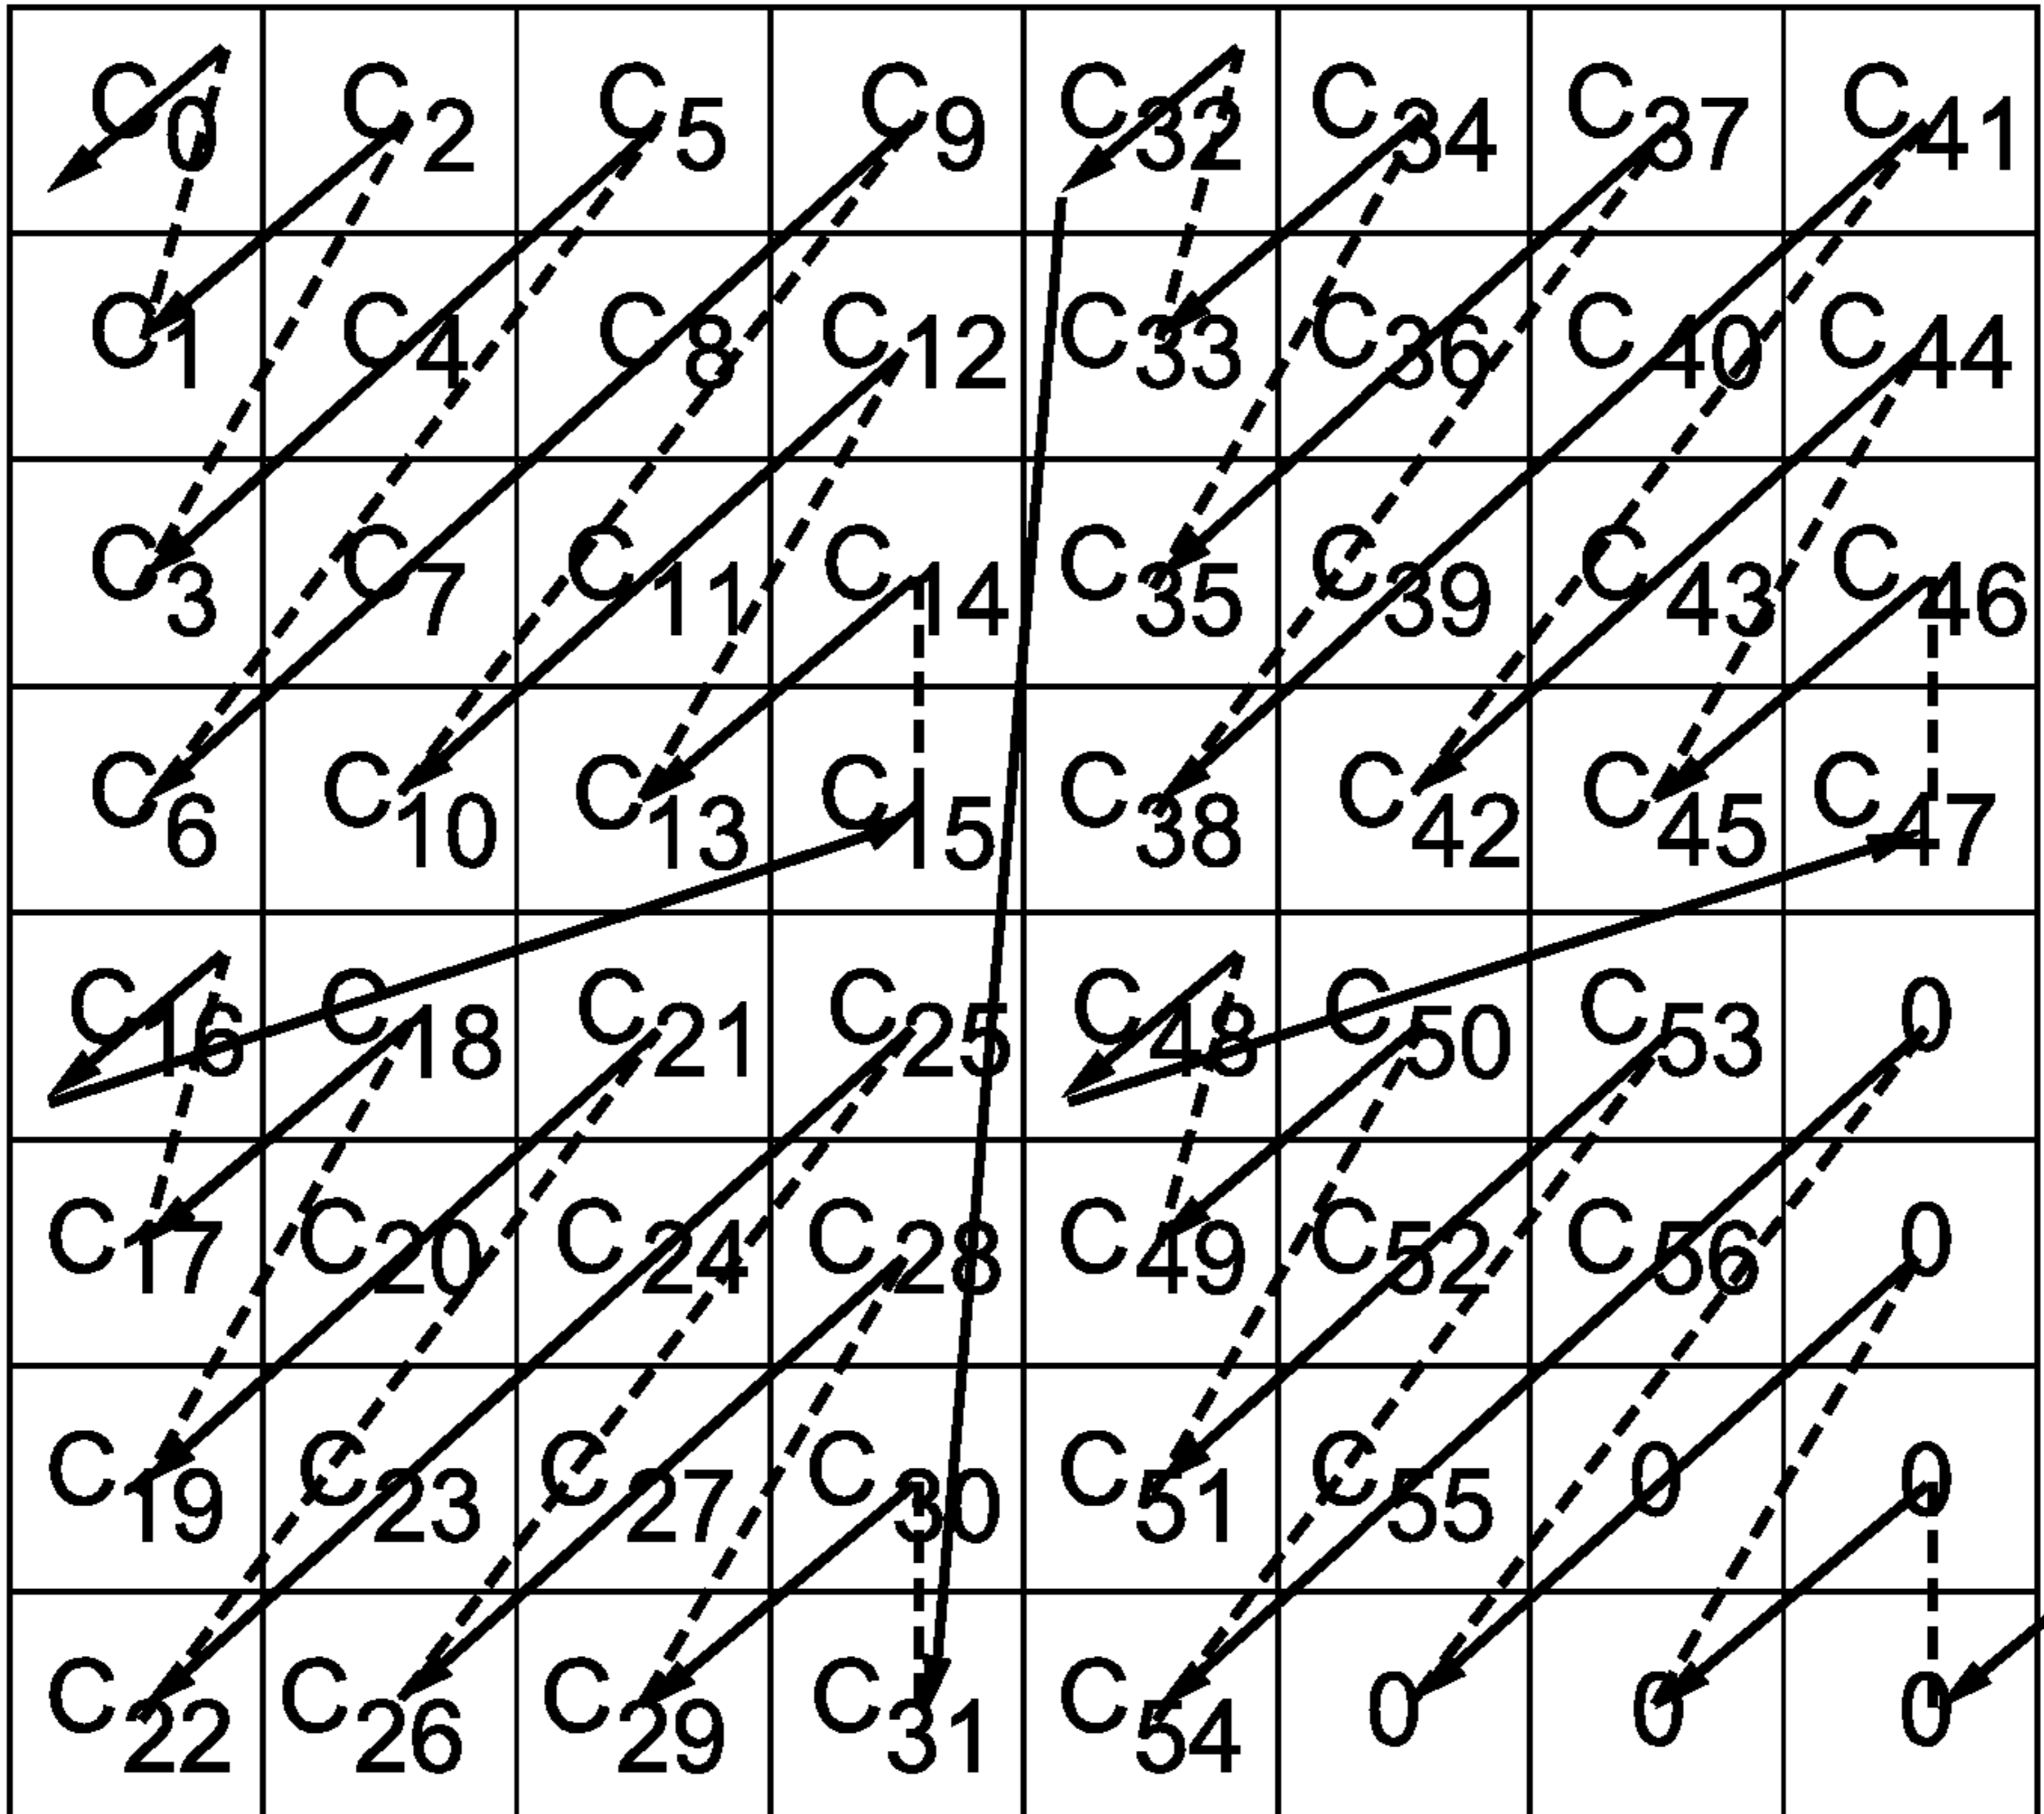 C0 C2 C5 C9 C32 C34 C37 C41
C1 C4 C8 C12 C33 C36 C40 C44
C3 C7 C11 C14 C35 C39 C43 C46
C6 C10 C13 C15 C38 C42 C45 C47
C16 C18 C21 C25 C48 C50 C53 0
C17 C20 C24 C28 C49 C52 C56 0
C19 C23 C27 C30 C51 C55 0 0
C22 C26 C29 C31 C54 0 0 0